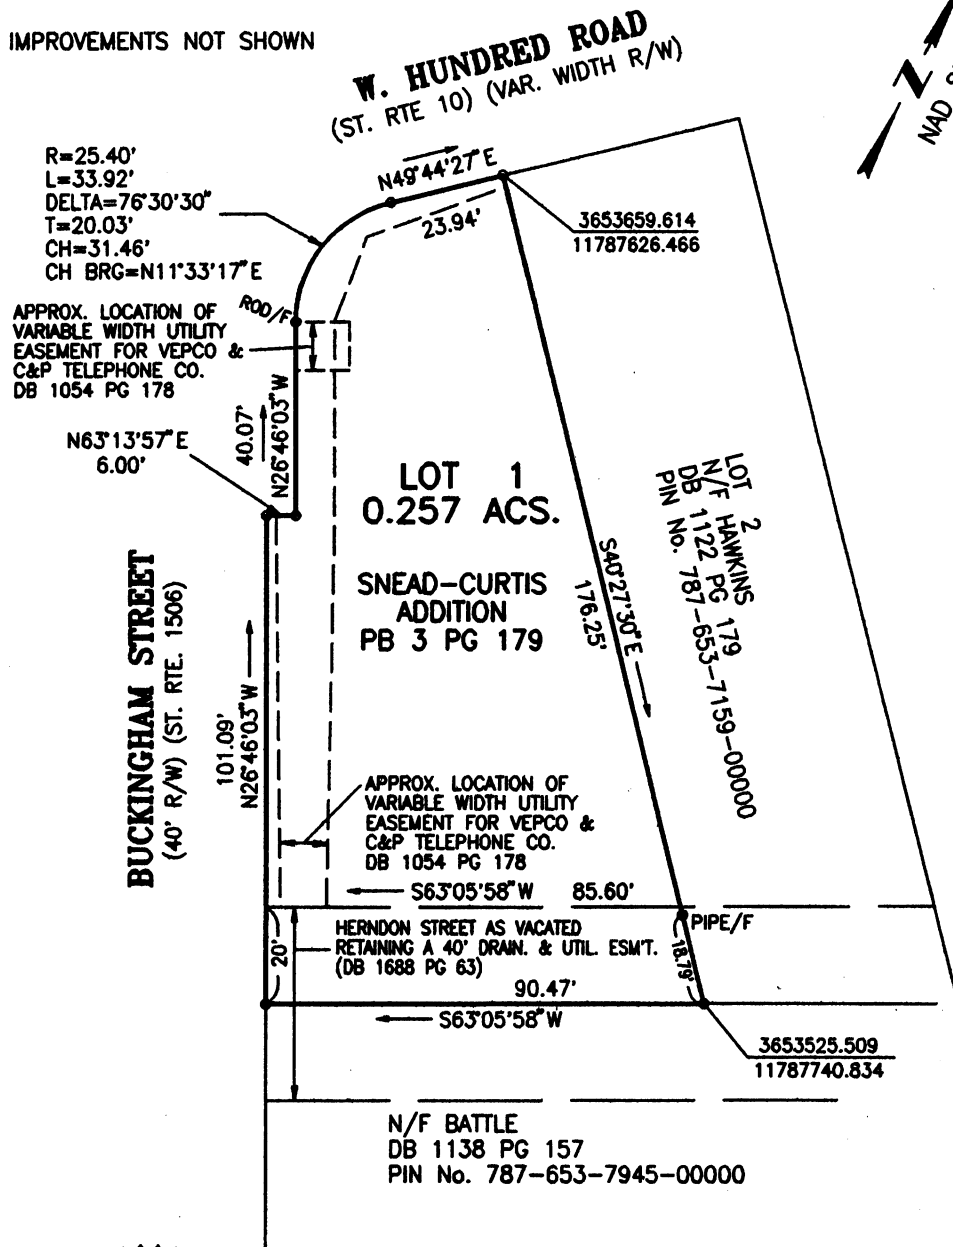 IMPROVEMENTS NOT SHOWN
W. HUNDRED ROAD
(ST. RTE 10) (VAR. WIDTH R/W)
N
NAD
R=25.40'
L=33.92'
DELTA=76°30'30"
T=20.03'
CH=31.46'
CH BRG=N11°33'17"E
N49°44'27"E
23.94'
3653659.614
11787626.466
ROD/F
APPROX. LOCATION OF
VARIABLE WIDTH UTILITY
EASEMENT FOR VEPCO &
C&P TELEPHONE CO.
DB 1054 PG 178
40.07'
N26°46'03"W
N63°13'57"E
6.00'
LOT 1
0.257 ACS.
SNEAD-CURTIS
ADDITION
PB 3 PG 179
LOT 2
N/F HAWKINS
DB 1122 PG 179
PIN No. 787-653-7159-00000
S40°27'30"E
176.25'
BUCKINGHAM STREET
(40' R/W) (ST. RTE. 1506)
101.09'
N26°46'03"W
APPROX. LOCATION OF
VARIABLE WIDTH UTILITY
EASEMENT FOR VEPCO &
C&P TELEPHONE CO.
DB 1054 PG 178
S63°05'58"W 85.60'
PIPE/F
HERNDON STREET AS VACATED
RETAINING A 40' DRAIN. & UTIL. ESM'T.
(DB 1688 PG 63)
20'
18.79'
90.47'
S63°05'58"W
3653525.509
11787740.834
N/F BATTLE
DB 1138 PG 157
PIN No. 787-653-7945-00000